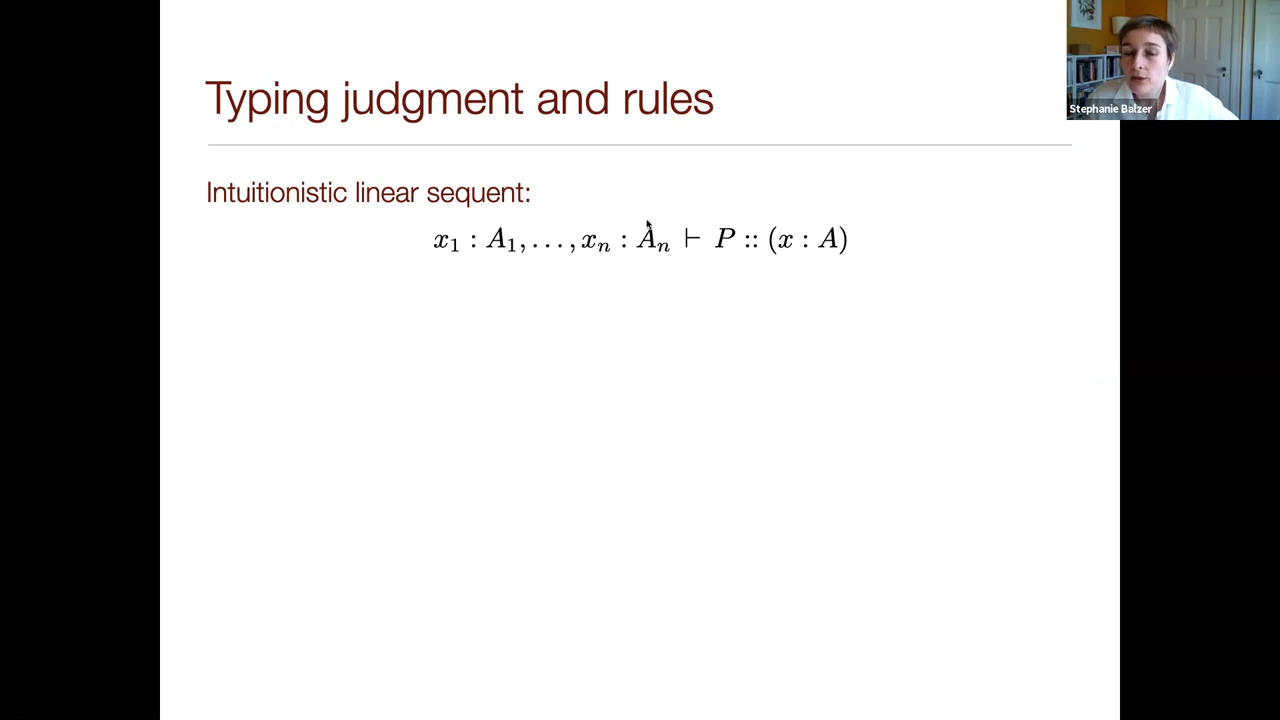 Typing judgment and rules
Stephanie Balzer
Intuitionistic linear sequent:
x₁ : A₁, . . . , xₙ : Aₙ ⊢ P :: (x : A)